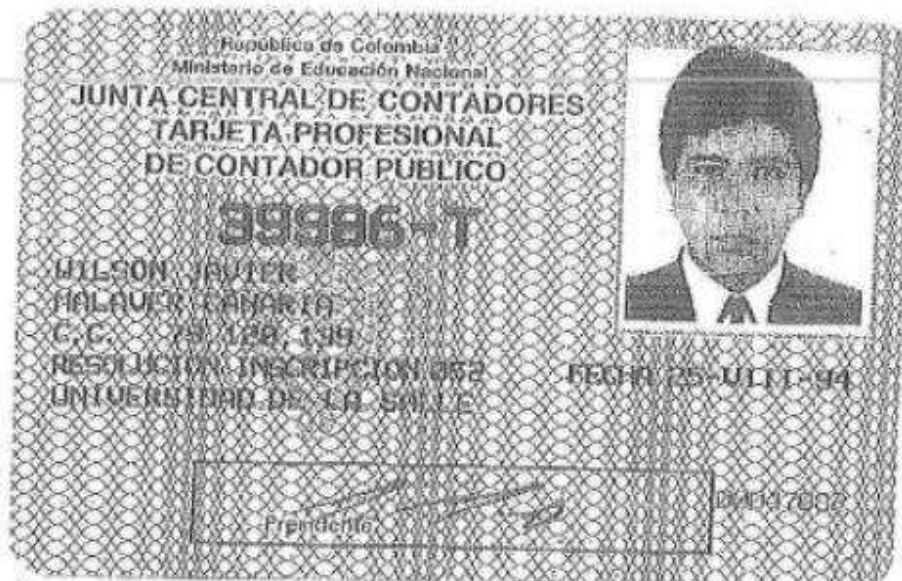 República de Colombia
Ministerio de Educación Nacional
JUNTA CENTRAL DE CONTADORES
TARJETA PROFESIONAL
DE CONTADOR PUBLICO
WILSON JAVIER
MALAVER
C.C.
RESOLUCION INSCRIPCION 052
FECHA 25-VIII-94
UNIVERSIDAD DE LA SALLE
Presidente